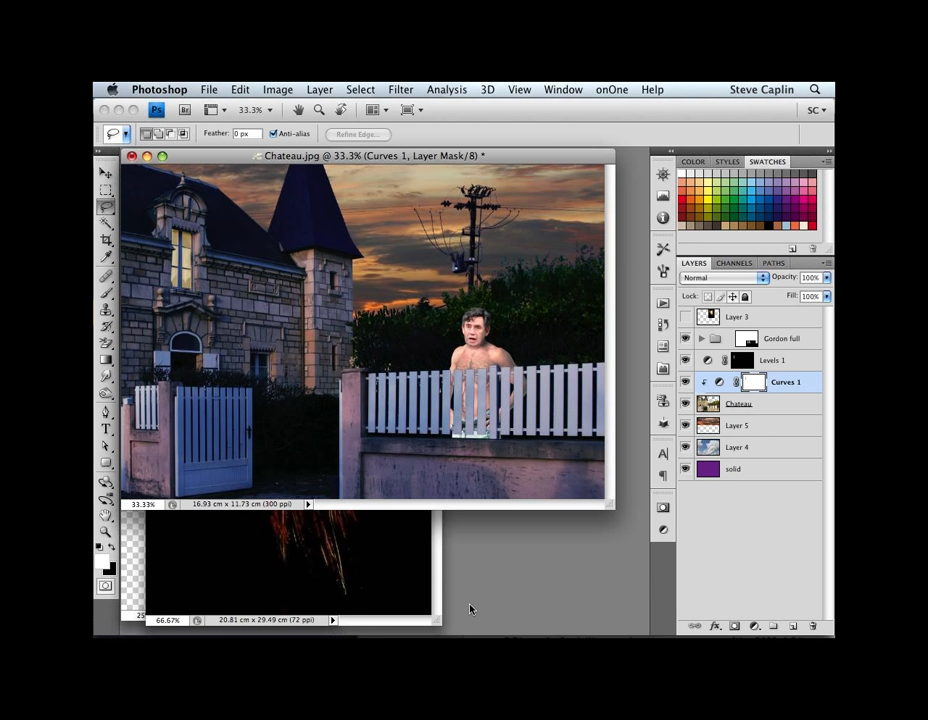 Photoshop File Edit Image Layer Select Filter Analysis 3D View Window onOne Help Steve Caplin
Ps Br 33.3% SC
Feather: 0 px Anti-alias Refine Edge...
Chateau.jpg @ 33.3% (Curves 1, Layer Mask/8) *
COLOR STYLES SWATCHES
LAYERS CHANNELS PATHS
Normal Opacity: 100%
Lock: Fill: 100%
Layer 3
Gordon full
Levels 1
Curves 1
Chateau
Layer 5
Layer 4
solid
33.33% 16.93 cm x 11.73 cm (300 ppi)
25
66.67% 20.81 cm x 29.49 cm (72 ppi)